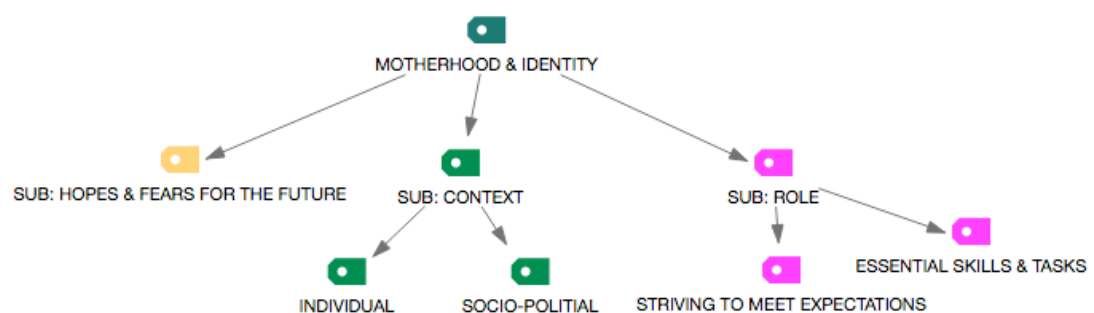 MOTHERHOOD & IDENTITY
SUB: HOPES & FEARS FOR THE FUTURE
SUB: CONTEXT
SUB: ROLE
ESSENTIAL SKILLS & TASKS
INDIVIDUAL
SOCIO-POLITIAL
STRIVING TO MEET EXPECTATIONS